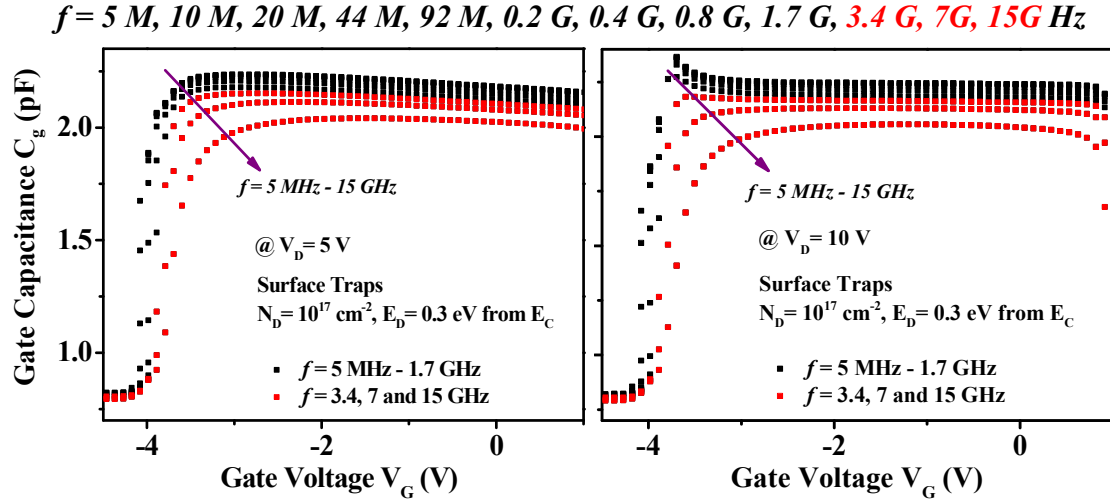 f = 5 M, 10 M, 20 M, 44 M, 92 M, 0.2 G, 0.4 G, 0.8 G, 1.7 G, 3.4 G, 7G, 15G Hz
Gate Capacitance C_g (pF)
2.0
1.5
1.0
f = 5 MHz - 15 GHz
@ V_D= 5 V
Surface Traps
N_D= 10^17 cm^-2, E_D= 0.3 eV from E_C
f = 5 MHz - 1.7 GHz
f = 3.4, 7 and 15 GHz
-4 -2 0
Gate Voltage V_G (V)
f = 5 MHz - 15 GHz
@ V_D= 10 V
Surface Traps
N_D= 10^17 cm^-2, E_D= 0.3 eV from E_C
f = 5 MHz - 1.7 GHz
f = 3.4, 7 and 15 GHz
-4 -2 0
Gate Voltage V_G (V)